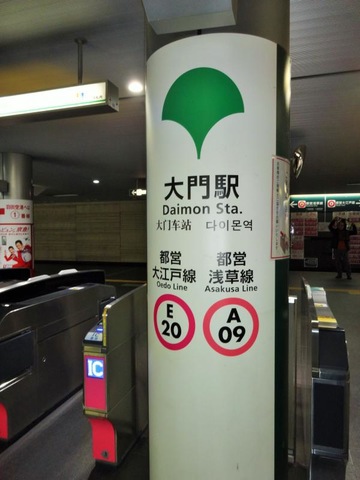 大門駅
Daimon Sta.
大门车站 다이몬역
都営
大江戸線
Oedo Line
E
20
都営
浅草線
Asakusa Line
A
09
IC